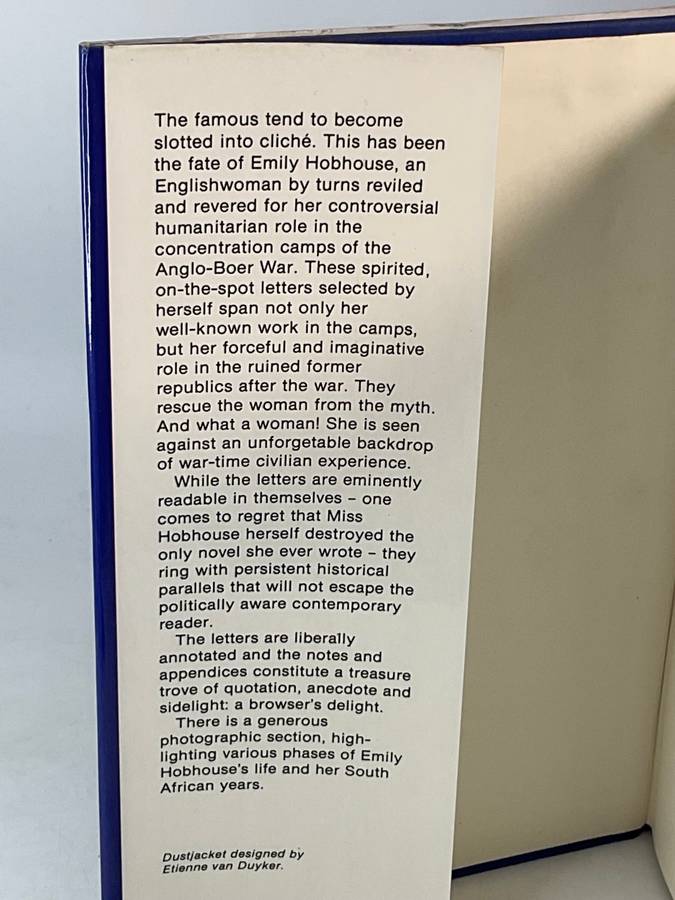 The famous tend to become
slotted into cliché. This has been
the fate of Emily Hobhouse, an
Englishwoman by turns reviled
and revered for her controversial
humanitarian role in the
concentration camps of the
Anglo-Boer War. These spirited,
on-the-spot letters selected by
herself span not only her
well-known work in the camps,
but her forceful and imaginative
role in the ruined former
republics after the war. They
rescue the woman from the myth.
And what a woman! She is seen
against an unforgetable backdrop
of war-time civilian experience.
While the letters are eminently
readable in themselves – one
comes to regret that Miss
Hobhouse herself destroyed the
only novel she ever wrote – they
ring with persistent historical
parallels that will not escape the
politically aware contemporary
reader.
The letters are liberally
annotated and the notes and
appendices constitute a treasure
trove of quotation, anecdote and
sidelight: a browser's delight.
There is a generous
photographic section, high-
lighting various phases of Emily
Hobhouse's life and her South
African years.
Dustjacket designed by
Etienne van Duyker.